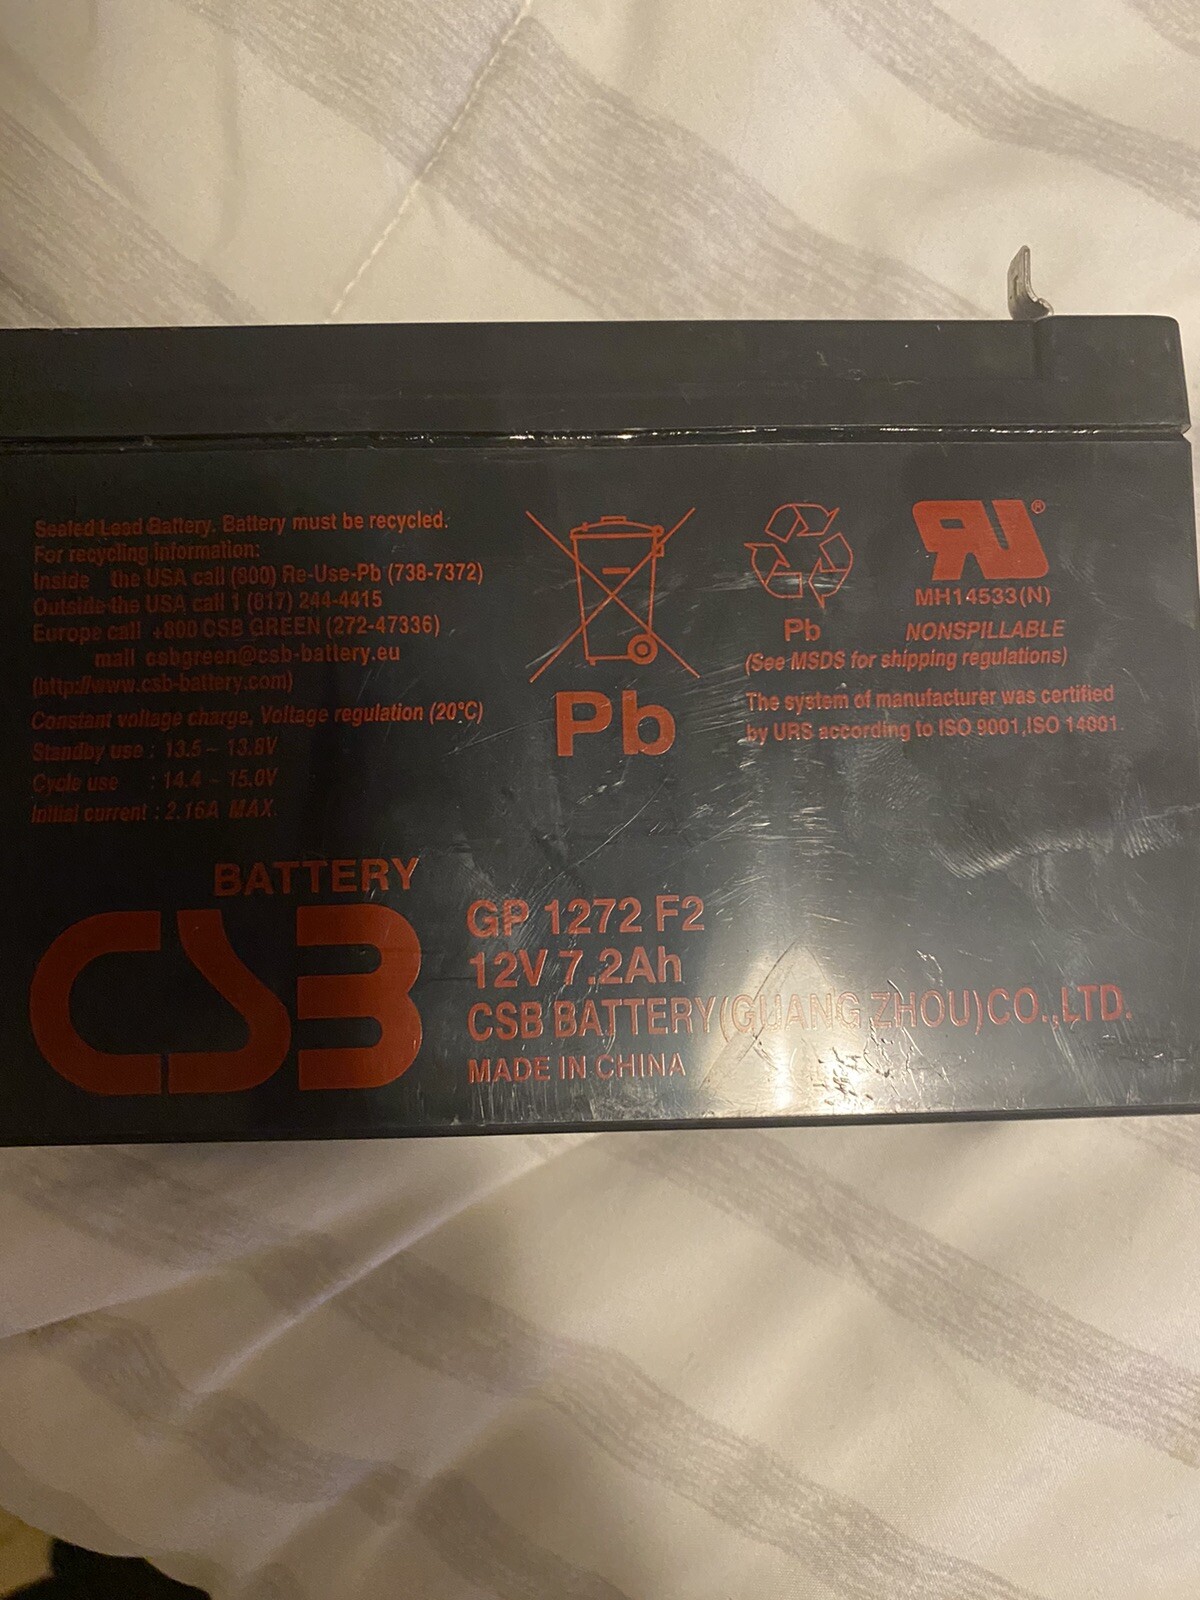 Sealed Lead Battery. Battery must be recycled.
For recycling information:
Inside the USA call (800) Re-Use-Pb (738-7372)
Outside the USA call 1 (817) 244-4415
Europe call +800 CSB GREEN (272-47336)
mail csbgreen@csb-battery.eu
(http://www.csb-battery.com)
Constant voltage charge, Voltage regulation (20°C)
Standby use : 13.5 ~ 13.8V
Cycle use : 14.4 ~ 15.0V
Initial current : 2.16A MAX.
Pb
Pb
RU®
MH14533(N)
NONSPILLABLE
(See MSDS for shipping regulations)
The system of manufacturer was certified
by URS according to ISO 9001,ISO 14001.
BATTERY
CSB
GP 1272 F2
12V 7.2Ah
CSB BATTERY(GUANG ZHOU)CO.,LTD.
MADE IN CHINA